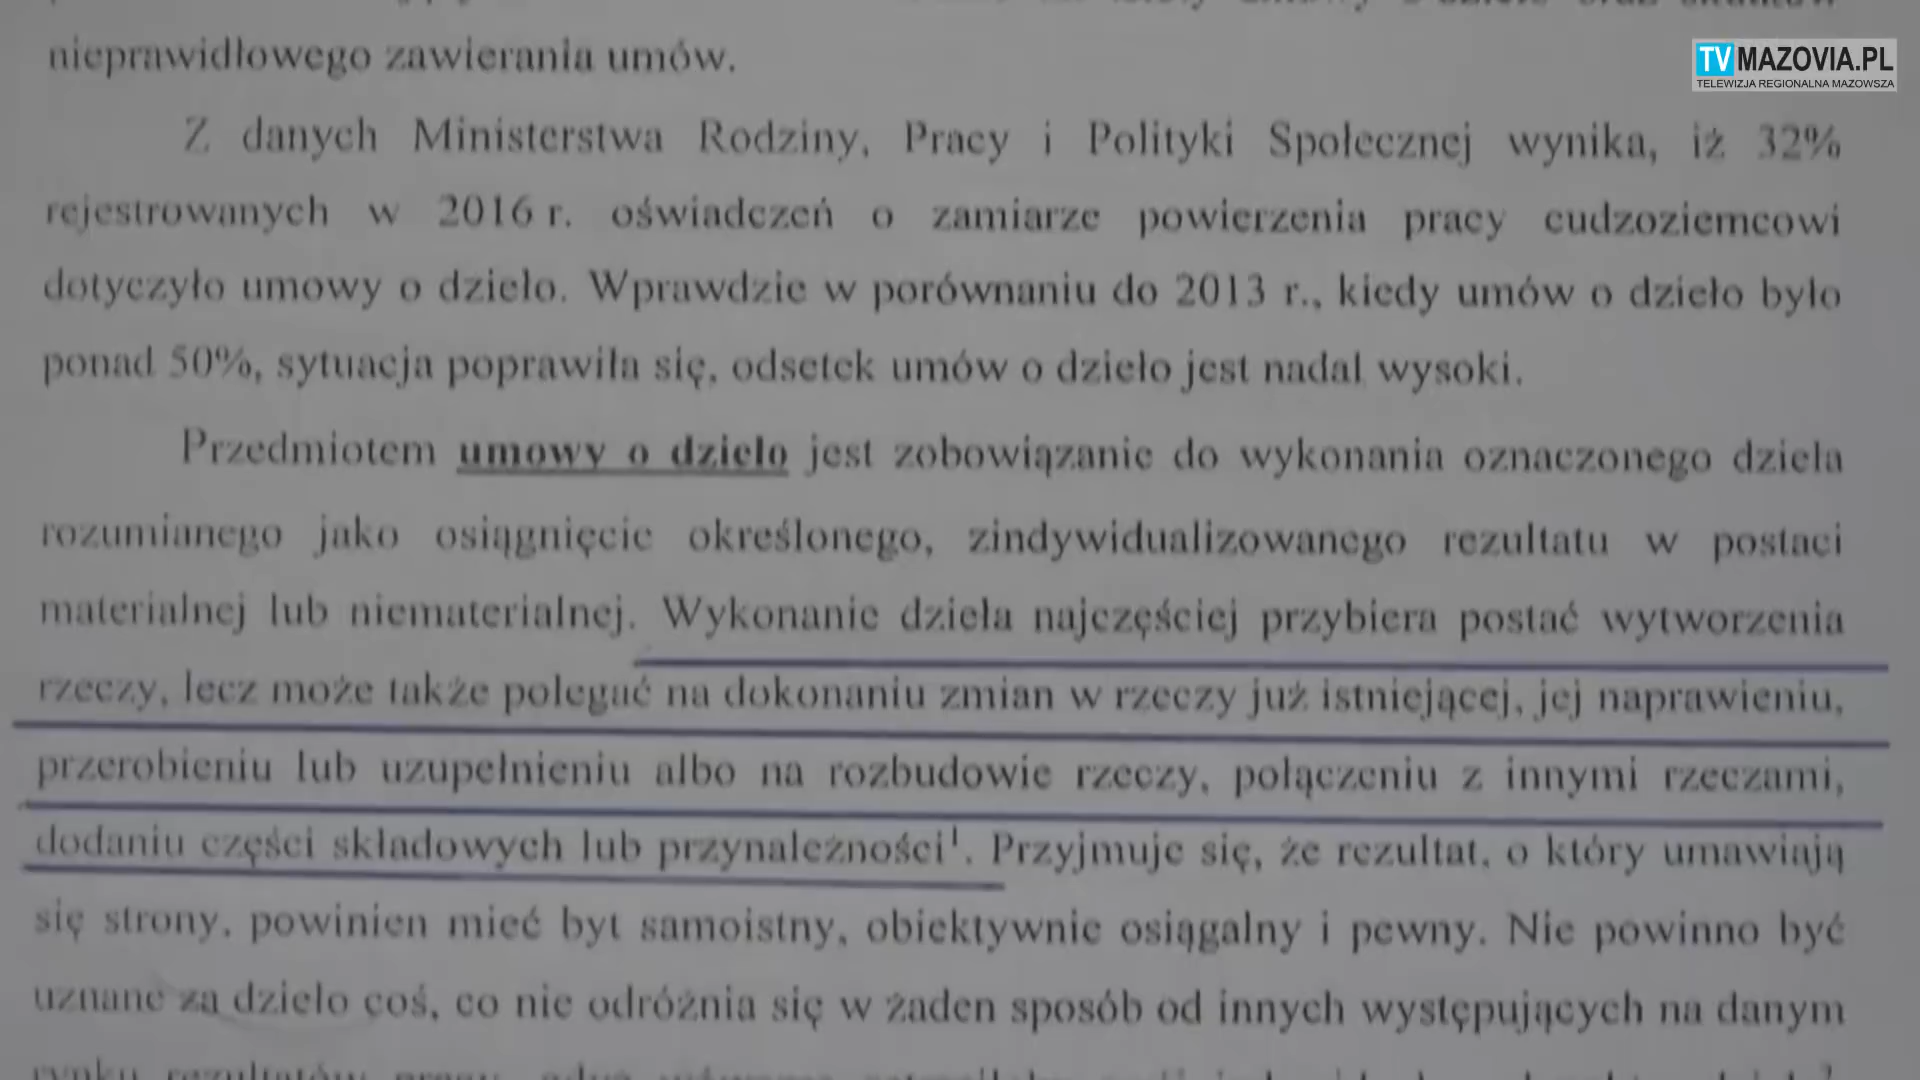 nieprawidłowego zawierania umów.
Z danych Ministerstwa Rodziny, Pracy i Polityki Społecznej wynika, iż 32%
rejestrowanych w 2016 r. oświadczeń o zamiarze powierzenia pracy cudzoziemcowi
dotyczyło umowy o dzieło. Wprawdzie w porównaniu do 2013 r., kiedy umów o dzieło było
ponad 50%, sytuacja poprawiła się, odsetek umów o dzieło jest nadal wysoki.
Przedmiotem umowy o dzieło jest zobowiązanie do wykonania oznaczonego dzieła
rozumianego jako osiągnięcie określonego, zindywidualizowanego rezultatu w postaci
materialnej lub niematerialnej. Wykonanie dzieła najczęściej przybiera postać wytworzenia
rzeczy, lecz może także polegać na dokonaniu zmian w rzeczy już istniejącej, jej naprawieniu,
przerobieniu lub uzupełnieniu albo na rozbudowie rzeczy, połączeniu z innymi rzeczami,
dodaniu części składowych lub przynależności¹. Przyjmuje się, że rezultat, o który umawiają
się strony, powinien mieć byt samoistny, obiektywnie osiągalny i pewny. Nie powinno być
uznane za dzieło coś, co nie odróżnia się w żaden sposób od innych występujących na danym
rynku rezultatów pracy,
TVMAZOVIA.PL
TELEWIZJA REGIONALNA MAZOWSZA